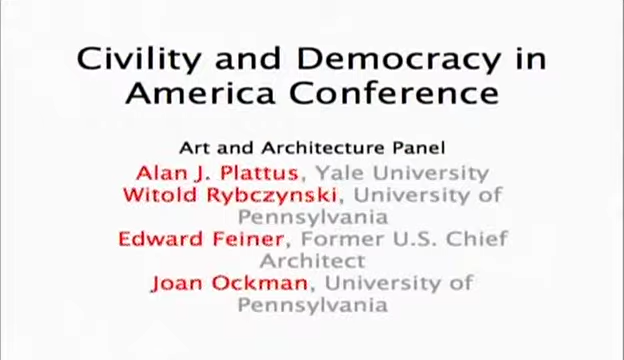 Civility and Democracy in
America Conference
Art and Architecture Panel
Alan J. Plattus, Yale University
Witold Rybczynski, University of
Pennsylvania
Edward Feiner, Former U.S. Chief
Architect
Joan Ockman, University of
Pennsylvania